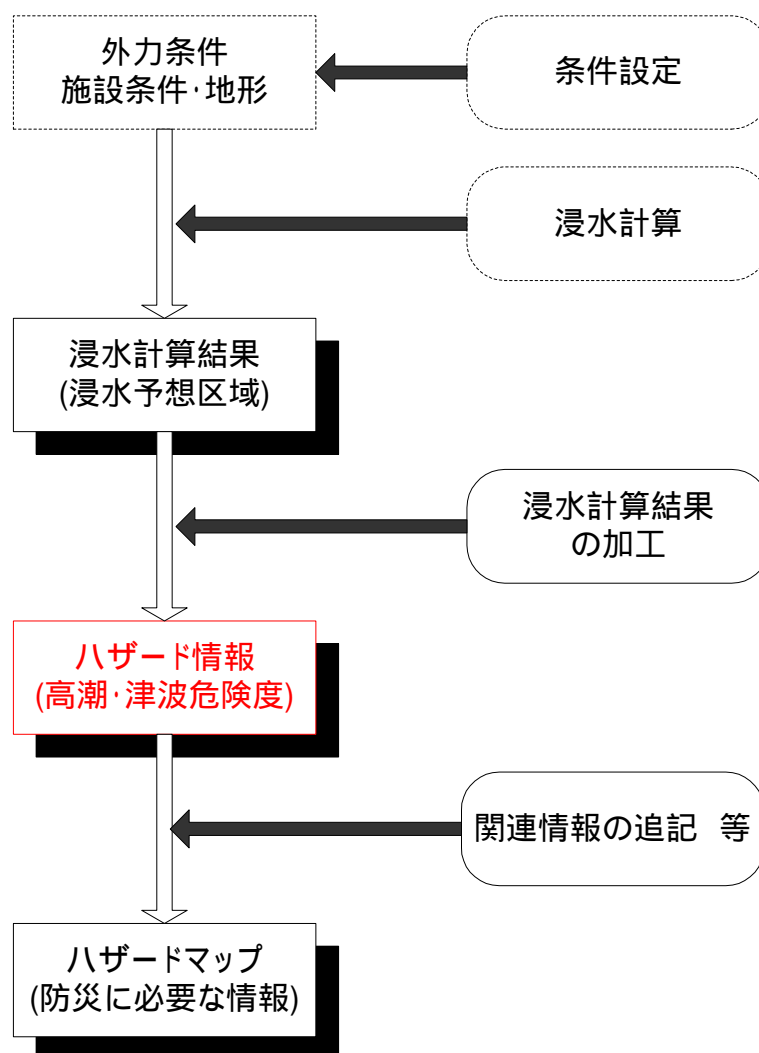 外力条件
施設条件・地形
条件設定
浸水計算
浸水計算結果
(浸水予想区域)
浸水計算結果
の加工
ハザード情報
(高潮・津波危険度)
関連情報の追記　等
ハザードマップ
(防災に必要な情報)